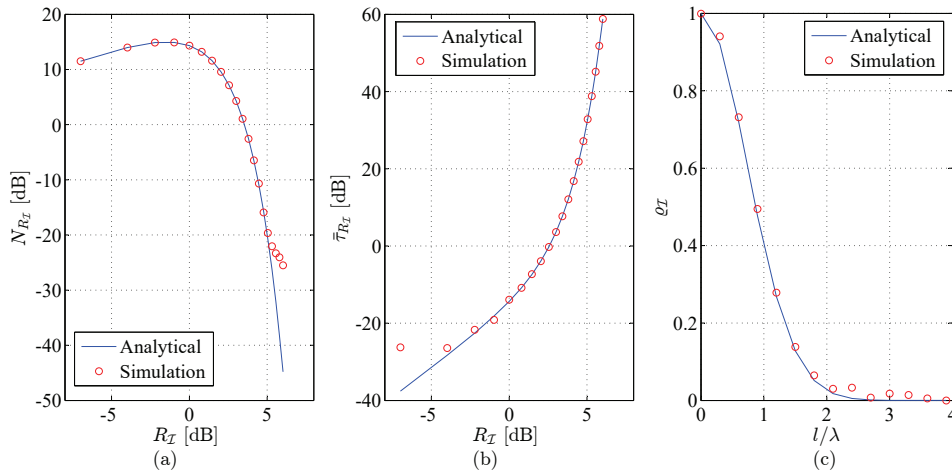 20
10
0
-10
-20
-30
-40
-50
-5
0
5
N_{R_ℐ} [dB]
R_ℐ [dB]
Analytical
Simulation
(a)
60
40
20
0
-20
-40
-5
0
5
τ̄_{R_ℐ} [dB]
R_ℐ [dB]
Analytical
Simulation
(b)
1
0.8
0.6
0.4
0.2
0
0
1
2
3
4
ϱ_ℐ
l/λ
Analytical
Simulation
(c)